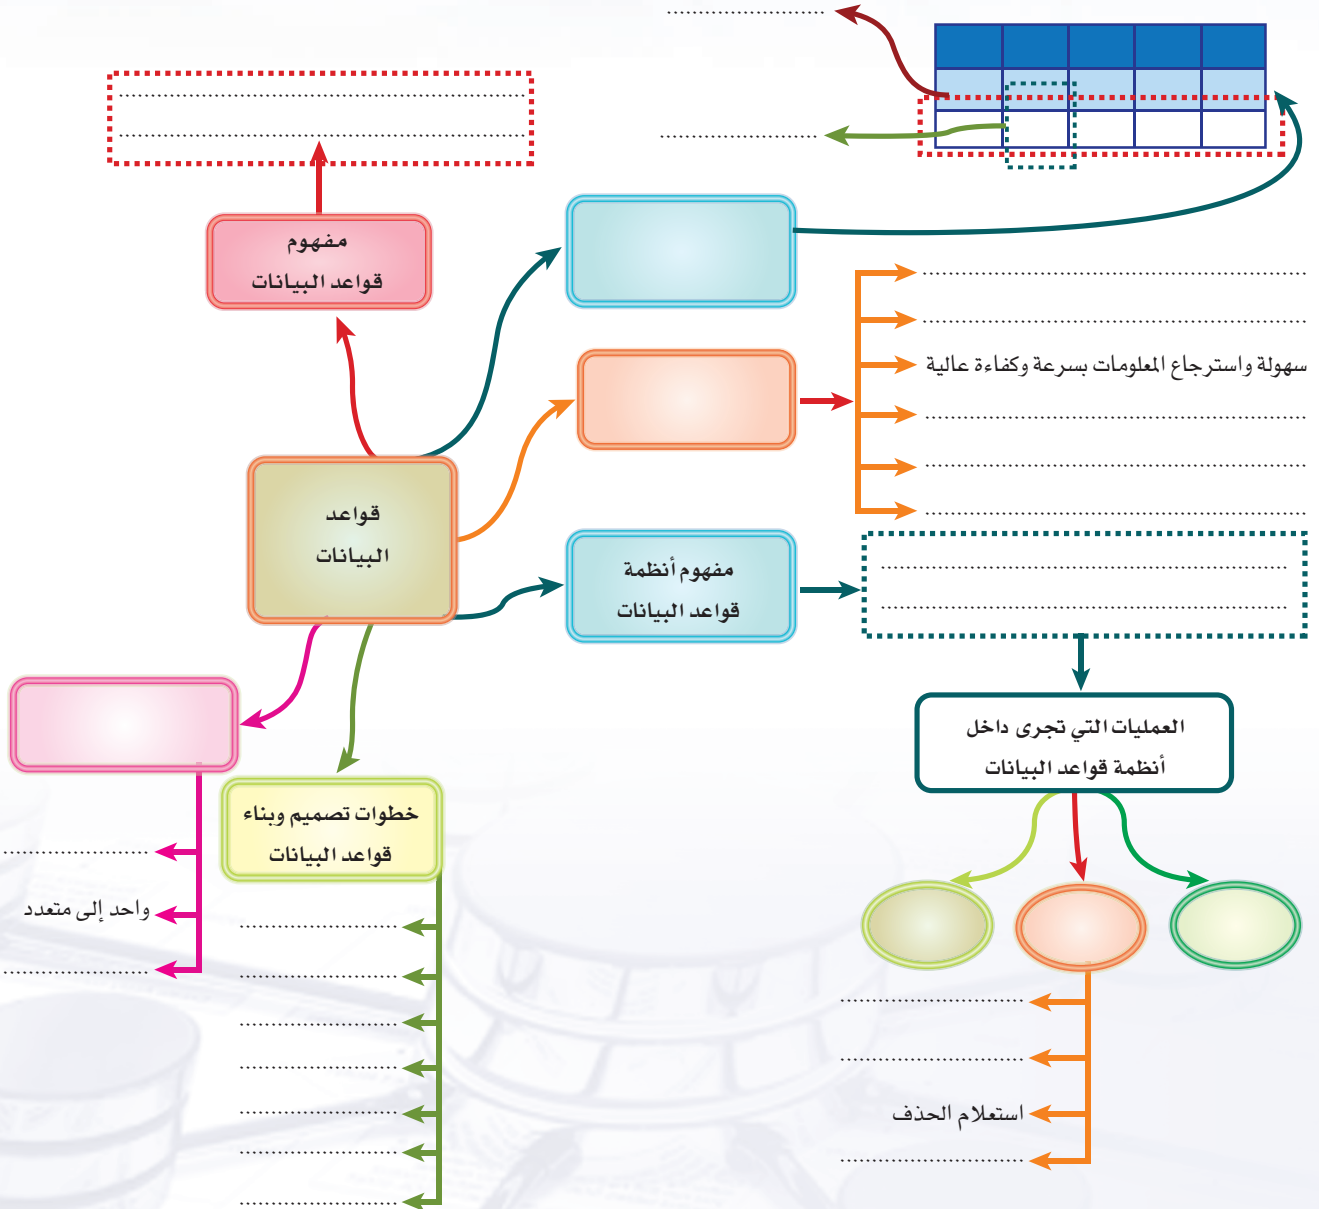 مفهوم
قواعد البيانات
سهولة واسترجاع المعلومات بسرعة وكفاءة عالية
قواعد
البيانات
مفهوم أنظمة
قواعد البيانات
العمليات التي تجرى داخل
أنظمة قواعد البيانات
خطوات تصميم وبناء
قواعد البيانات
واحد إلى متعدد
استعلام الحذف